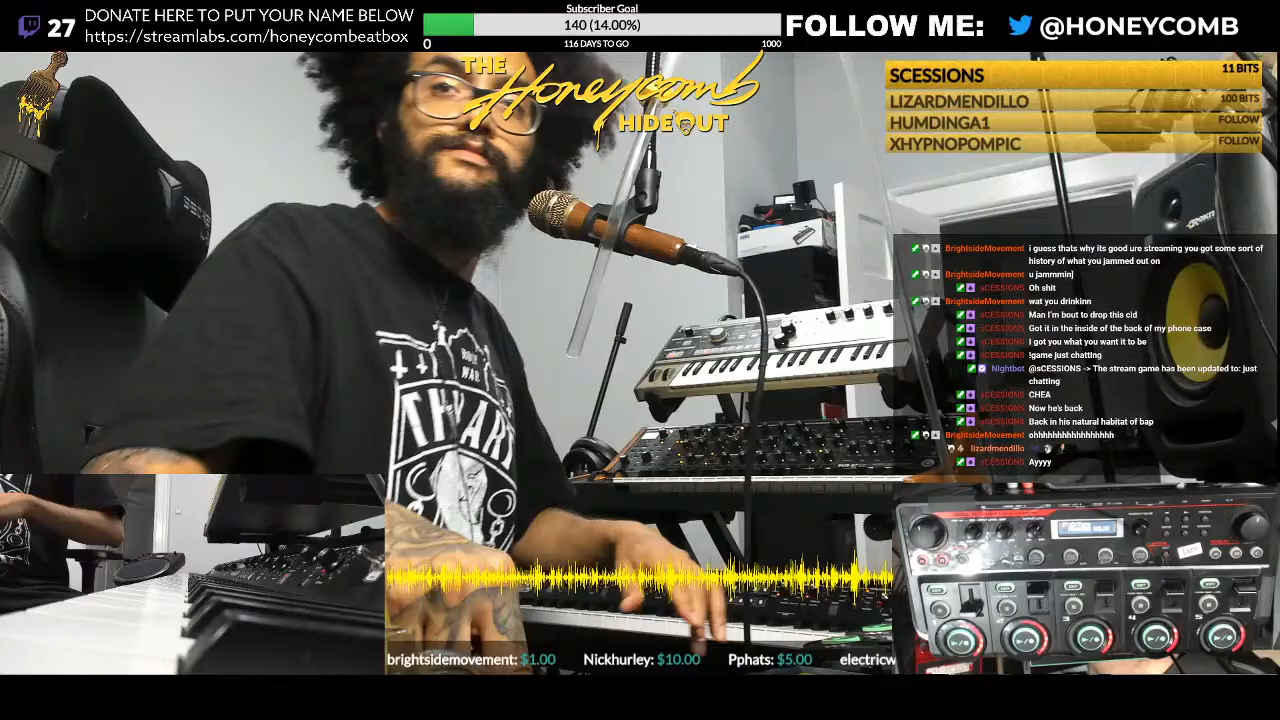 27
DONATE HERE TO PUT YOUR NAME BELOW
https://streamlabs.com/honeycombeatbox
Subscriber Goal
140 (14.00%)
0
116 DAYS TO GO
1000
FOLLOW ME:
@HONEYCOMB
THE
Honeycomb
HIDEOUT
SCESSIONS 11 BITS
LIZARDMENDILLO 100 BITS
HUMDINGA1 FOLLOW
XHYPNOPOMPIC FOLLOW
BrightsideMovement i guess thats why its good ure streaming you got some sort of
history of what you jammed out on
BrightsideMovement u jammmin]
sCESSIONS Oh shit
BrightsideMovement wat you drinkinn
sCESSIONS Man I'm bout to drop this cid
sCESSIONS Got it in the inside of the back of my phone case
sCESSIONS I got you what you want it to be
sCESSIONS !game just chatting
Nightbot @sCESSIONS -> The stream game has been updated to: just
chatting
sCESSIONS CHEA
sCESSIONS Now he's back
sCESSIONS Back in his natural habitat of bap
BrightsideMovement ohhhhhhhhhhhhhhhh
lizardmendillo
sCESSIONS Ayyyy
brightsidemovement: $1.00 Nickhurley: $10.00 Pphats: $5.00 electricw